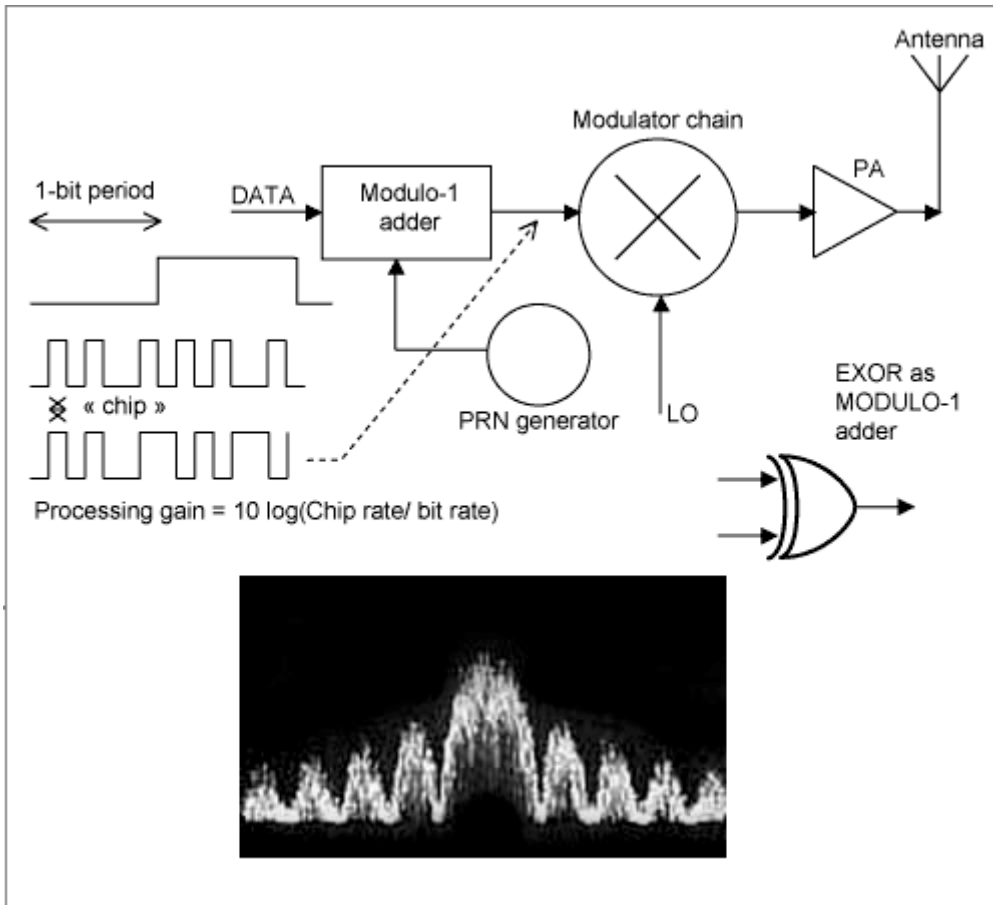 Antenna
Modulator chain
PA
1-bit period
DATA
Modulo-1
adder
« chip »
PRN generator
LO
EXOR as
MODULO-1
adder
Processing gain = 10 log(Chip rate/ bit rate)